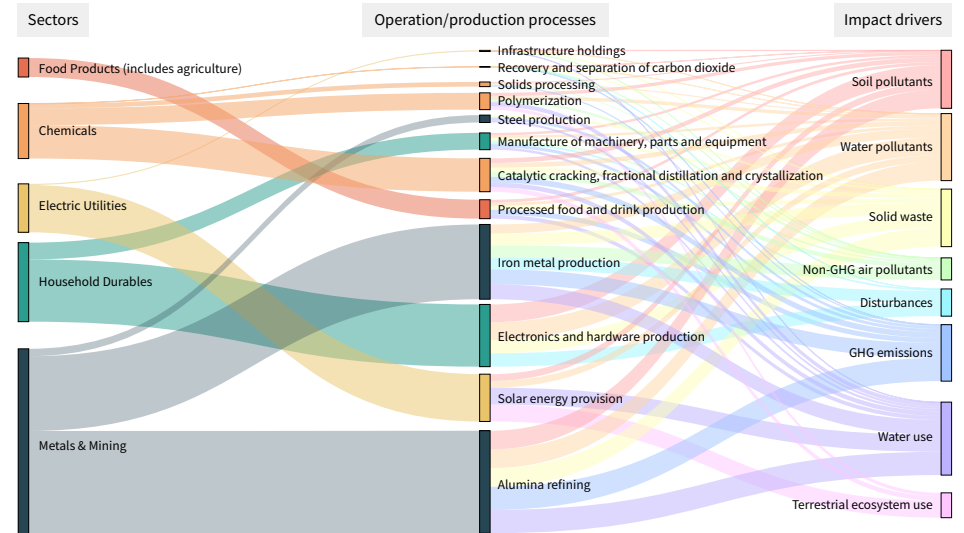 Sectors
Operation/production processes
Impact drivers
Food Products (includes agriculture)
Chemicals
Electric Utilities
Household Durables
Metals & Mining
Infrastructure holdings
Recovery and separation of carbon dioxide
Solids processing
Polymerization
Steel production
Manufacture of machinery, parts and equipment
Catalytic cracking, fractional distillation and crystallization
Processed food and drink production
Iron metal production
Electronics and hardware production
Solar energy provision
Alumina refining
Soil pollutants
Water pollutants
Solid waste
Non-GHG air pollutants
Disturbances
GHG emissions
Water use
Terrestrial ecosystem use